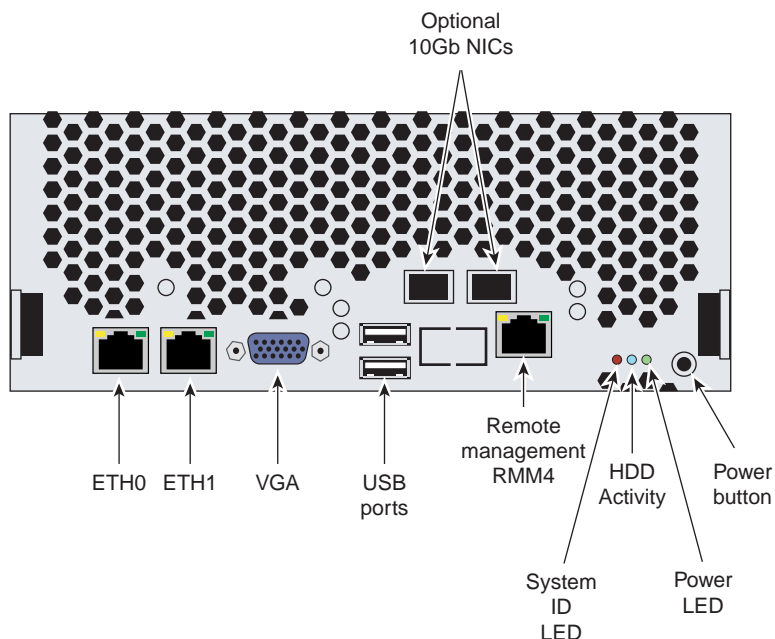 Optional
10Gb NICs
ETH0
ETH1
VGA
USB
ports
Remote
management
RMM4
HDD
Activity
Power
button
System
ID
LED
Power
LED